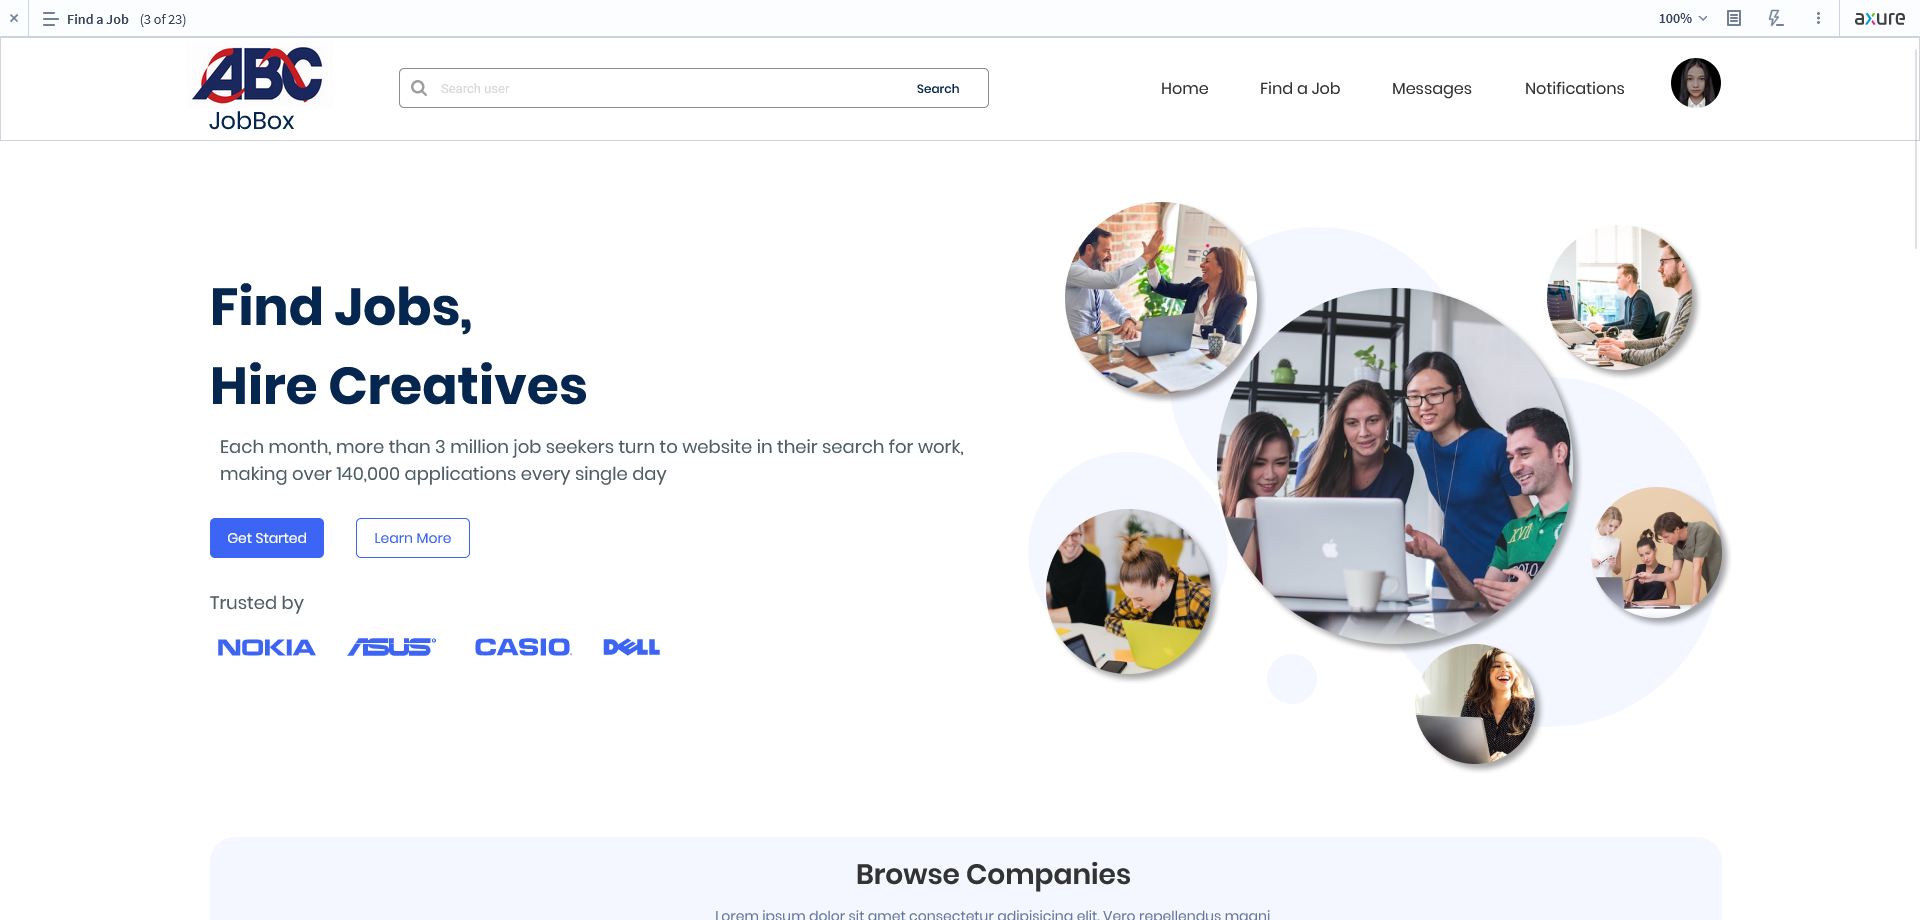 Find a Job (3 of 23)
100%
axure
ABC
JobBox
Search user
Search
Home
Find a Job
Messages
Notifications
Find Jobs,
Hire Creatives
Each month, more than 3 million job seekers turn to website in their search for work,
making over 140,000 applications every single day
Get Started
Learn More
Trusted by
NOKIA
ASUS
CASIO
DELL
XVII
POLO
Browse Companies
Lorem ipsum dolor sit amet consectetur adipisicing elit. Vero repellendus magni